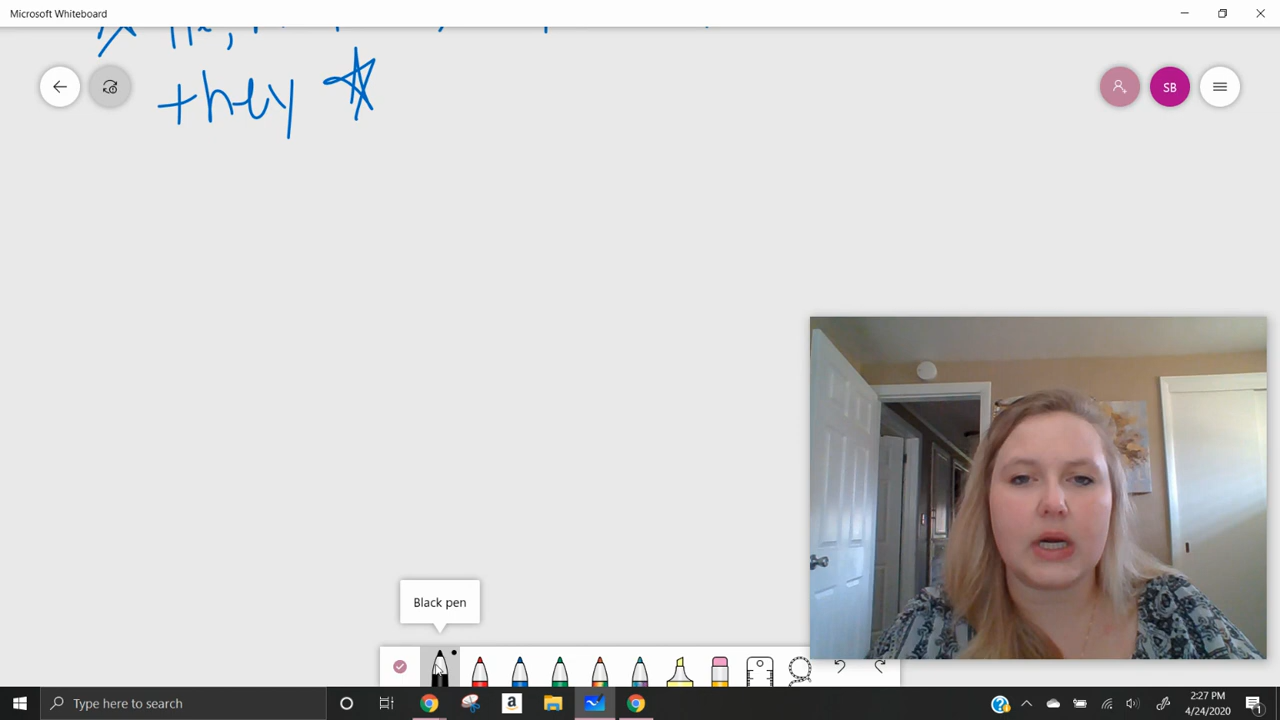 Microsoft Whiteboard
they
SB
Black pen
Type here to search
2:27 PM
4/24/2020